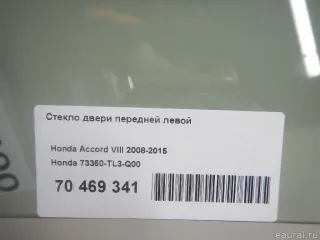 Стекло двери передней левой
Honda Accord VIII 2008-2015
Honda 73350-TL3-Q00
70 469 341
eaural.ru